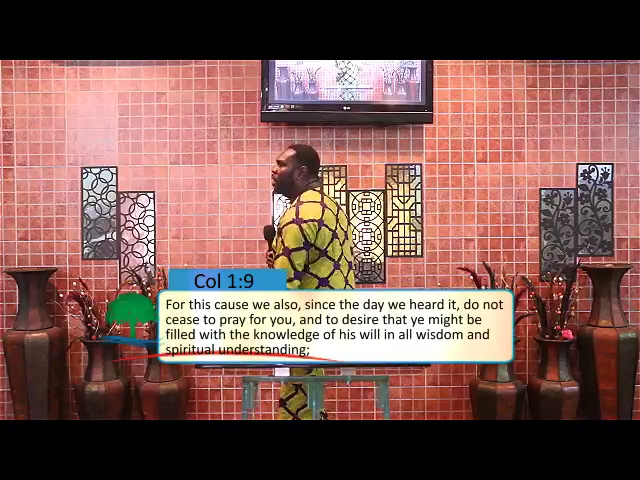 Col 1:9
For this cause we also, since the day we heard it, do not
cease to pray for you, and to desire that ye might be
filled with the knowledge of his will in all wisdom and
spiritual understanding;